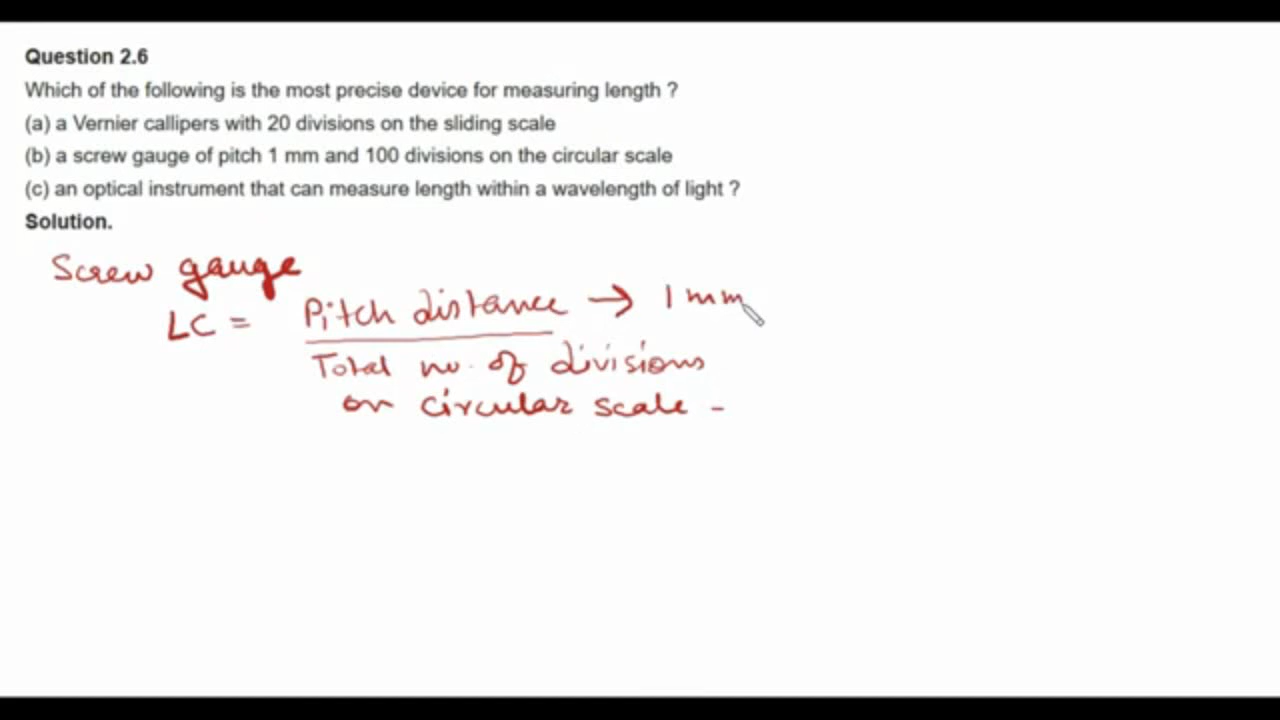 Question 2.6
Which of the following is the most precise device for measuring length ?
(a) a Vernier callipers with 20 divisions on the sliding scale
(b) a screw gauge of pitch 1 mm and 100 divisions on the circular scale
(c) an optical instrument that can measure length within a wavelength of light ?
Solution.
Screw gauge
LC = Pitch distance → 1 mm
Total no. of divisions
on circular scale -